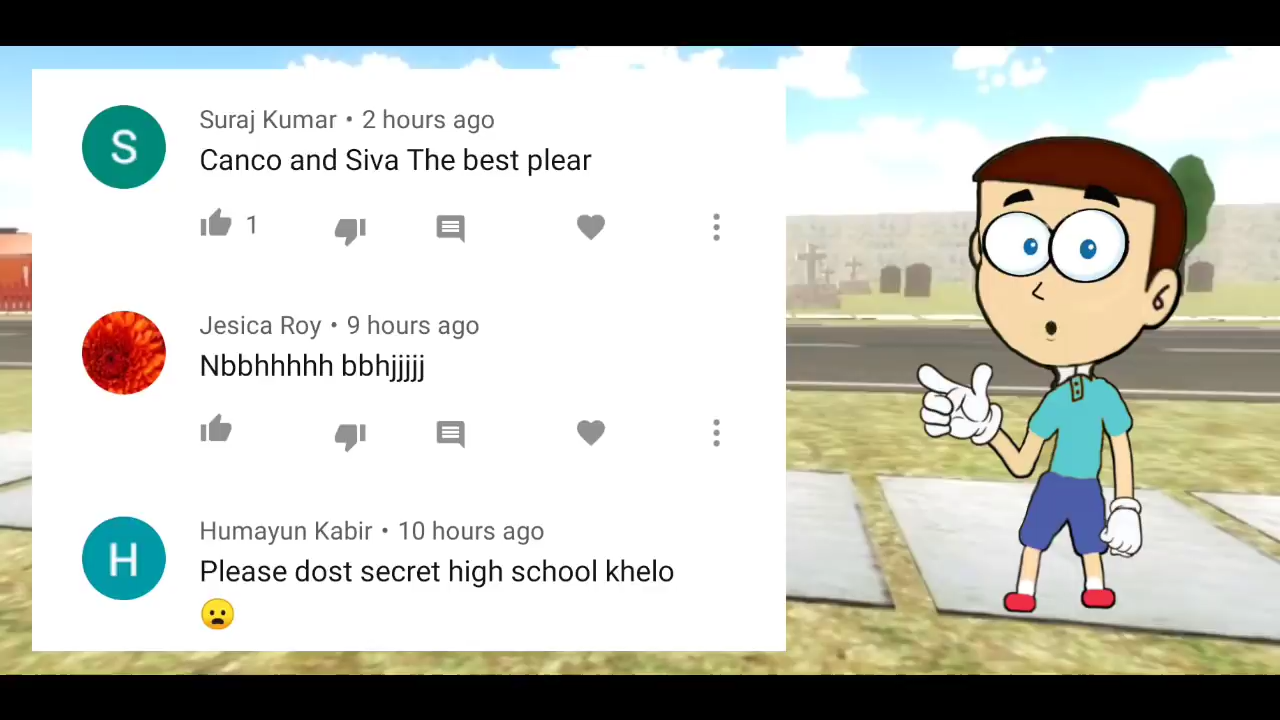 S
Suraj Kumar • 2 hours ago
Canco and Siva The best plear
1
Jesica Roy • 9 hours ago
Nbbhhhhh bbhjjjjj
H
Humayun Kabir • 10 hours ago
Please dost secret high school khelo
😦